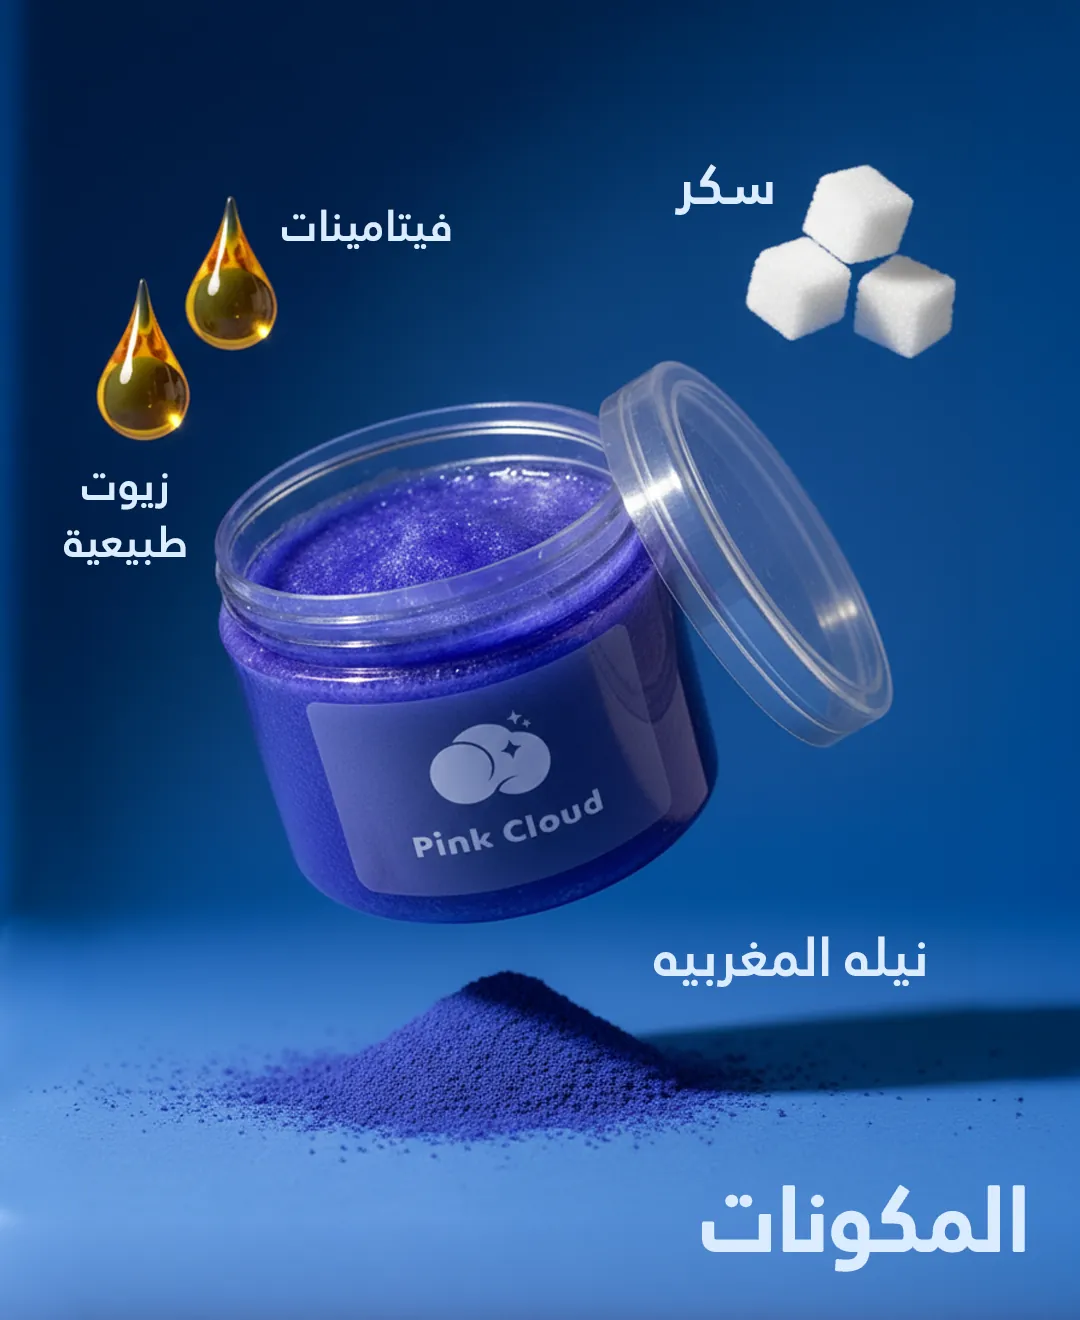 سكر
فيتامينات
زيوت
طبيعية
Pink Cloud
نيله المغربيه
المكونات